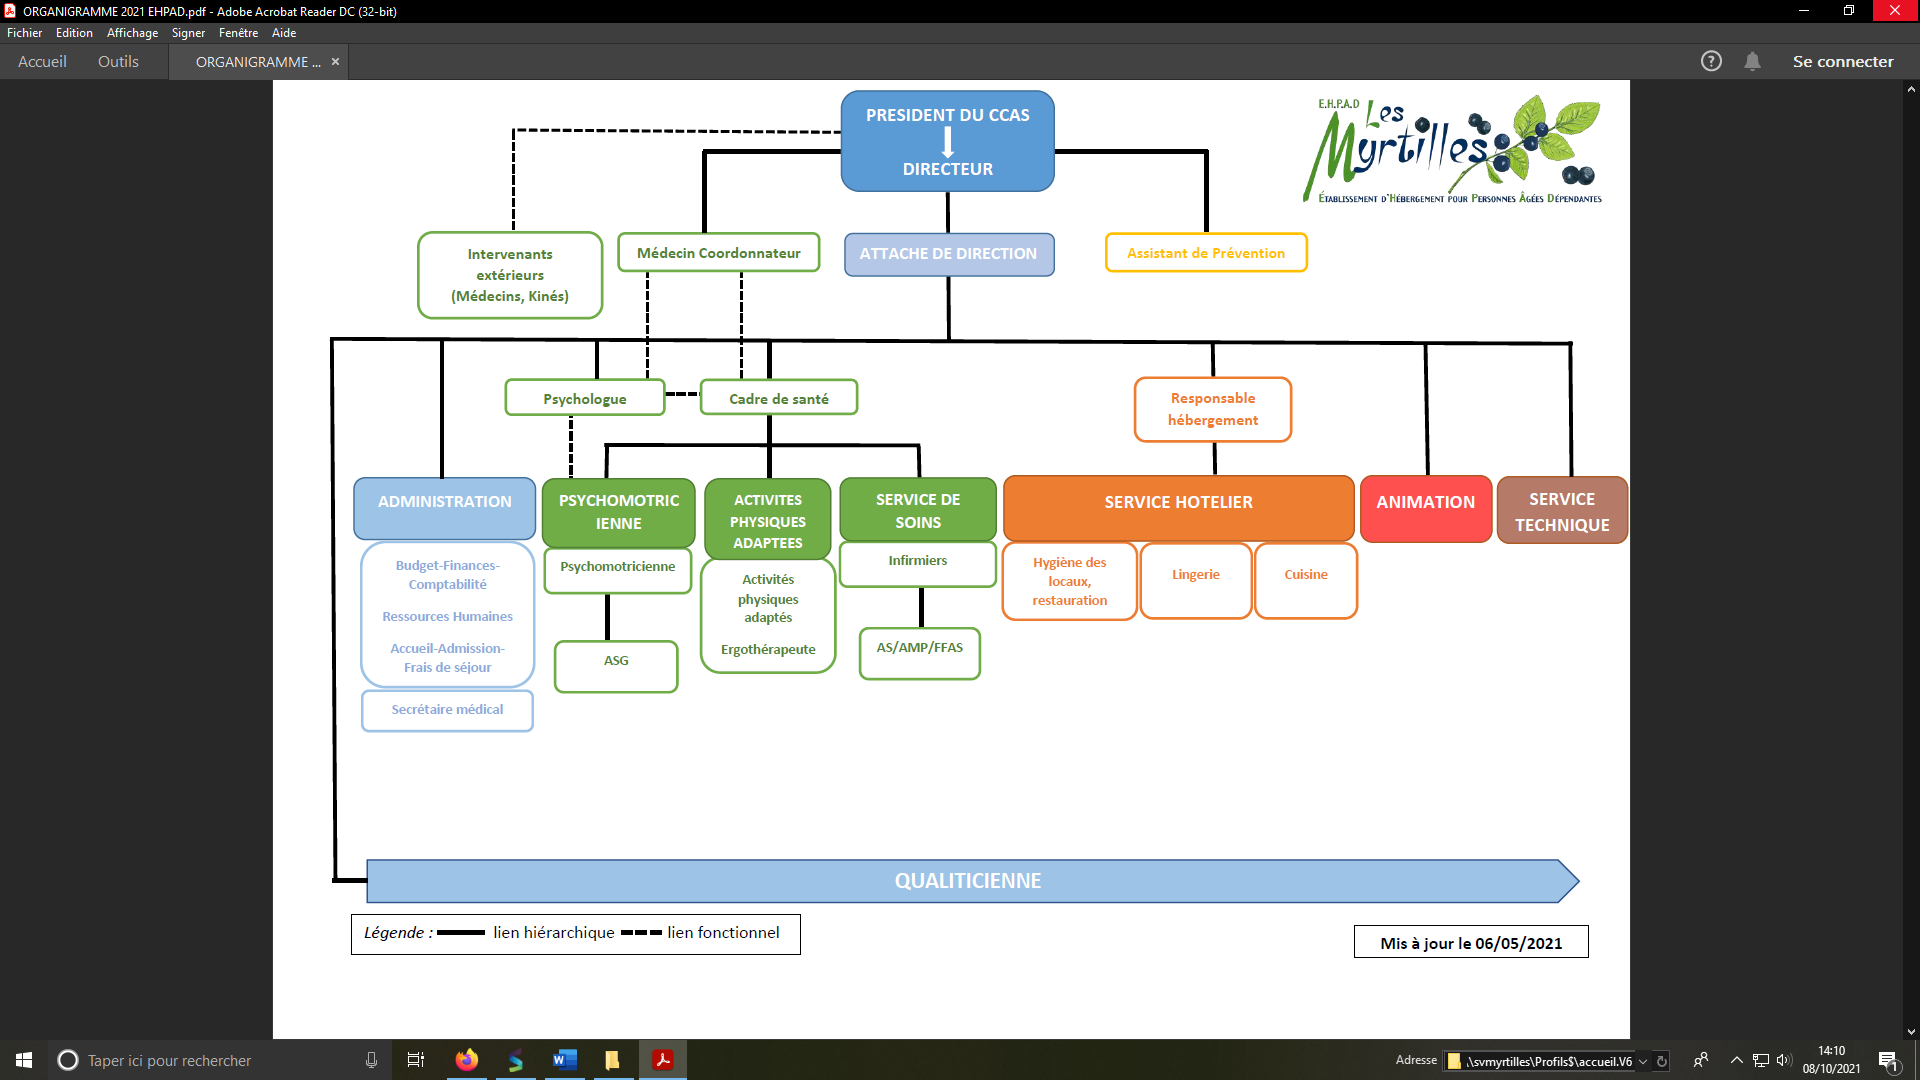 ORGANIGRAMME 2021 EHPAD.pdf - Adobe Acrobat Reader DC (32-bit)
Fichier Edition Affichage Signer Fenêtre Aide
Accueil Outils ORGANIGRAMME ... × ? Se connecter
PRESIDENT DU CCAS
DIRECTEUR
E.H.P.A.D
Les
Myrtilles
Établissement d'Hébergement pour Personnes Âgées Dépendantes
Intervenants
extérieurs
(Médecins, Kinés)
Médecin Coordonnateur
ATTACHE DE DIRECTION
Assistant de Prévention
Psychologue
Cadre de santé
Responsable
hébergement
ADMINISTRATION
Budget-Finances-
Comptabilité
Ressources Humaines
Accueil-Admission-
Frais de séjour
Secrétaire médical
PSYCHOMOTRIC
IENNE
Psychomotricienne
ASG
ACTIVITES
PHYSIQUES
ADAPTEES
Activités
physiques
adaptés
Ergothérapeute
SERVICE DE
SOINS
Infirmiers
AS/AMP/FFAS
SERVICE HOTELIER
Hygiène des
locaux,
restauration
Lingerie
Cuisine
ANIMATION
SERVICE
TECHNIQUE
QUALITICIENNE
Légende : lien hiérarchique lien fonctionnel
Mis à jour le 06/05/2021
Taper ici pour rechercher
Adresse .\svmyrtilles\Profils$\accueil.V6
14:10
08/10/2021
1